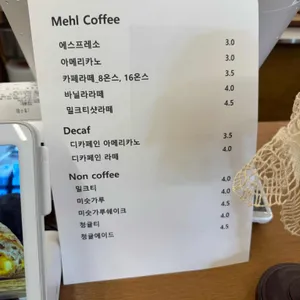 Mehl Coffee
에스프레소 3.0
아메리카노 3.0
카페라떼_8온스, 16온스 3.5
바닐라라떼 4.0
밀크티샷라떼 4.5
Decaf
디카페인 아메리카노 3.5
디카페인 라떼 4.0
Non coffee
밀크티 4.0
미숫가루 4.0
미숫가루쉐이크 4.5
정귤티 4.0
정귤에이드 4.5